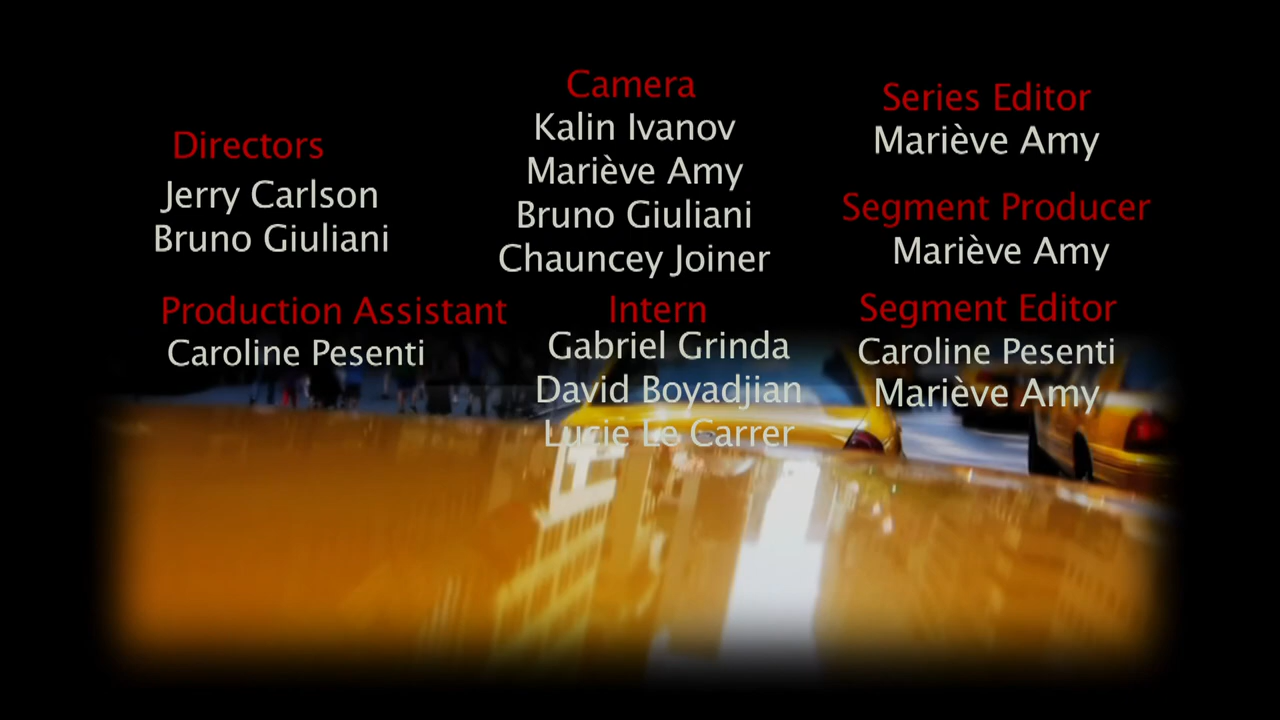 Directors
Jerry Carlson
Bruno Giuliani
Camera
Kalin Ivanov
Mariève Amy
Bruno Giuliani
Chauncey Joiner
Series Editor
Mariève Amy
Segment Producer
Mariève Amy
Production Assistant
Caroline Pesenti
Intern
Gabriel Grinda
David Boyadjian
Lucie Le Carrer
Segment Editor
Caroline Pesenti
Mariève Amy